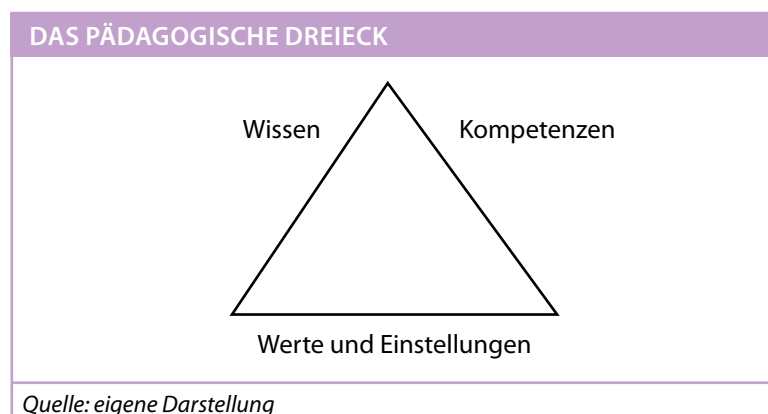 DAS PÄDAGOGISCHE DREIECK
Wissen Kompetenzen
Werte und Einstellungen
Quelle: eigene Darstellung